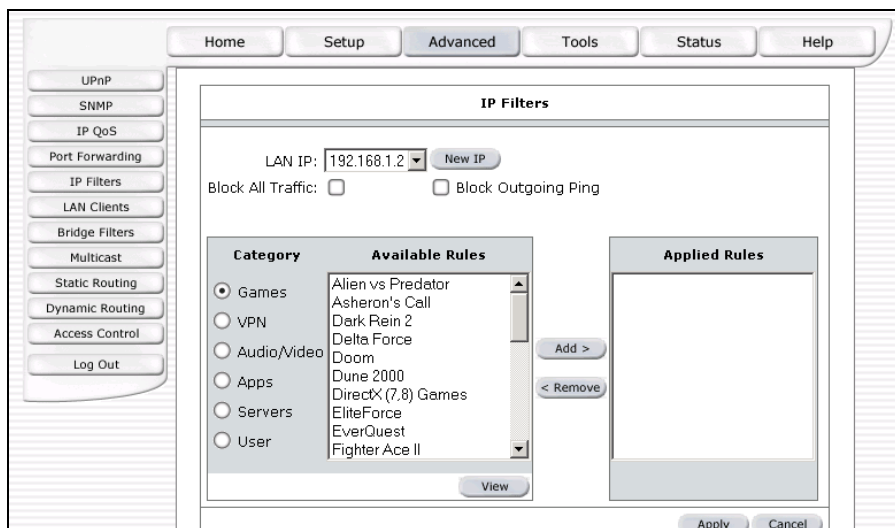 Home Setup Advanced Tools Status Help
UPnP
SNMP
IP QoS
Port Forwarding
IP Filters
LAN Clients
Bridge Filters
Multicast
Static Routing
Dynamic Routing
Access Control
Log Out
IP Filters
LAN IP: 192.168.1.2 New IP
Block All Traffic: Block Outgoing Ping
Category
Games
VPN
Audio/Video
Apps
Servers
User
Available Rules
Alien vs Predator
Asheron's Call
Dark Rein 2
Delta Force
Doom
Dune 2000
DirectX (7,8) Games
EliteForce
EverQuest
Fighter Ace II
View
Add >
< Remove
Applied Rules
Apply Cancel